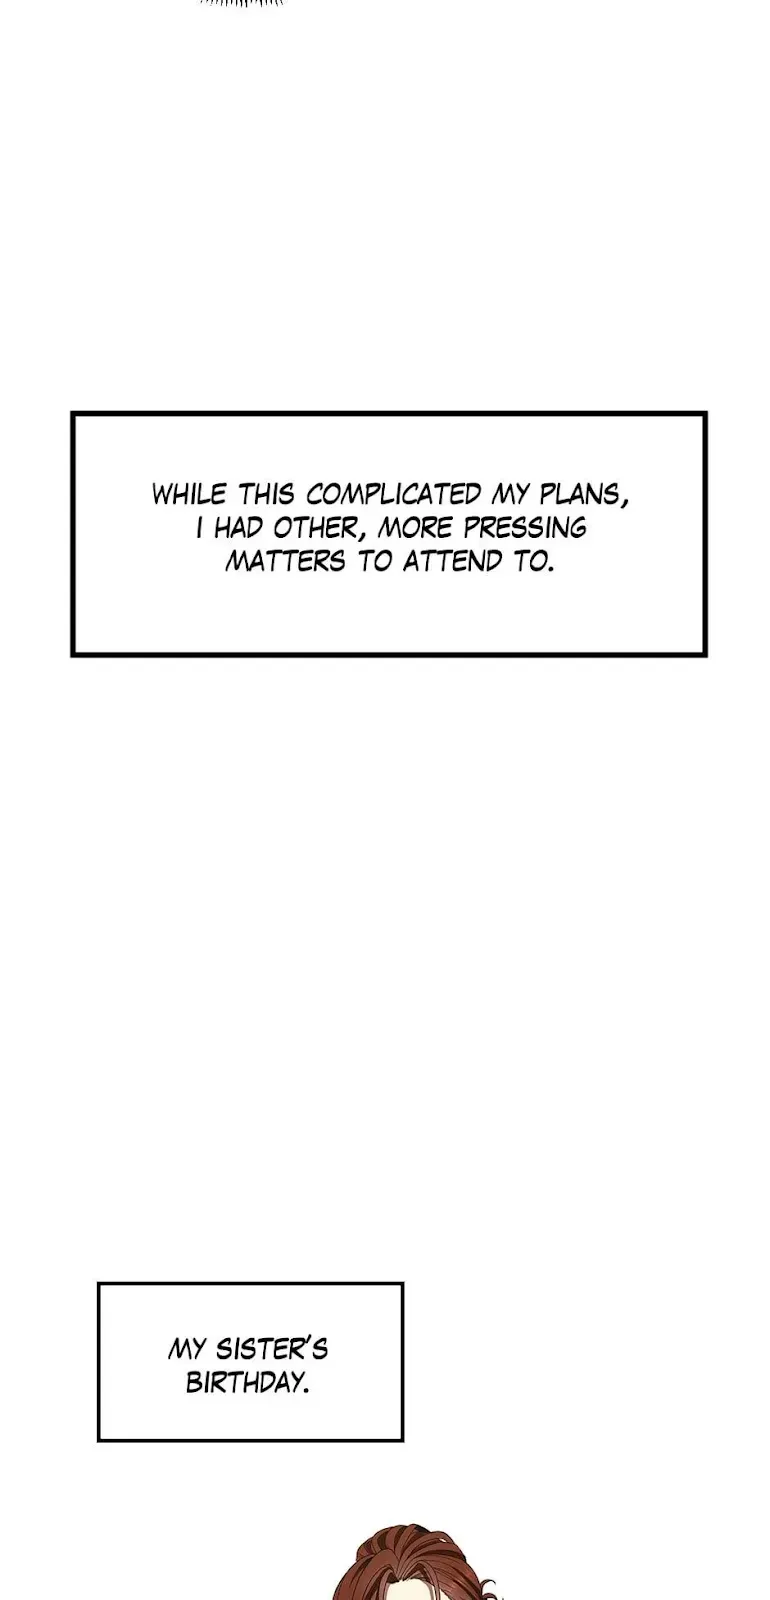 WHILE THIS COMPLICATED MY PLANS,
I HAD OTHER, MORE PRESSING
MATTERS TO ATTEND TO.
MY SISTER'S
BIRTHDAY.